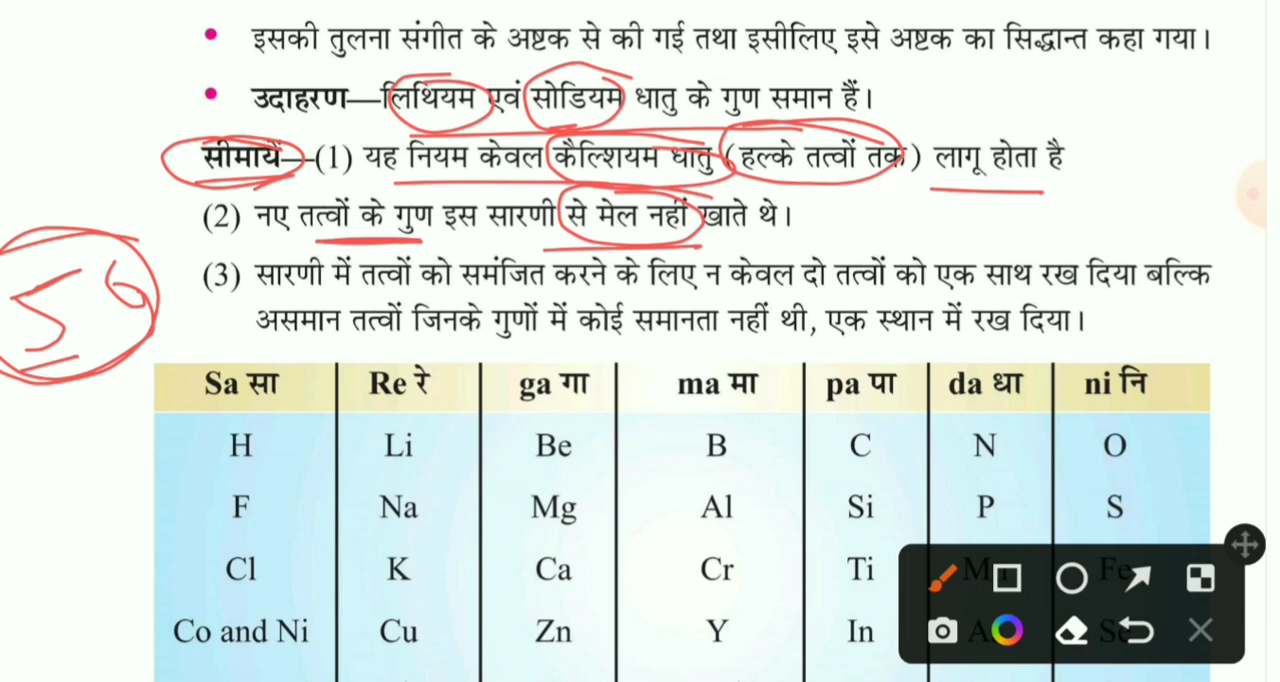 • इसकी तुलना संगीत के अष्टक से की गई तथा इसीलिए इसे अष्टक का सिद्धान्त कहा गया।
• उदाहरण—लिथियम एवं सोडियम धातु के गुण समान हैं।
सीमायें—(1) यह नियम केवल कैल्शियम धातु (हल्के तत्वों तक) लागू होता है
(2) नए तत्वों के गुण इस सारणी से मेल नहीं खाते थे।
(3) सारणी में तत्वों को समंजित करने के लिए न केवल दो तत्वों को एक साथ रख दिया बल्कि
असमान तत्वों जिनके गुणों में कोई समानता नहीं थी, एक स्थान में रख दिया।
56
Sa सा Re रे ga गा ma मा pa पा da धा ni नि
H Li Be B C N O
F Na Mg Al Si P S
Cl K Ca Cr Ti Fe
Co and Ni Cu Zn Y In Se